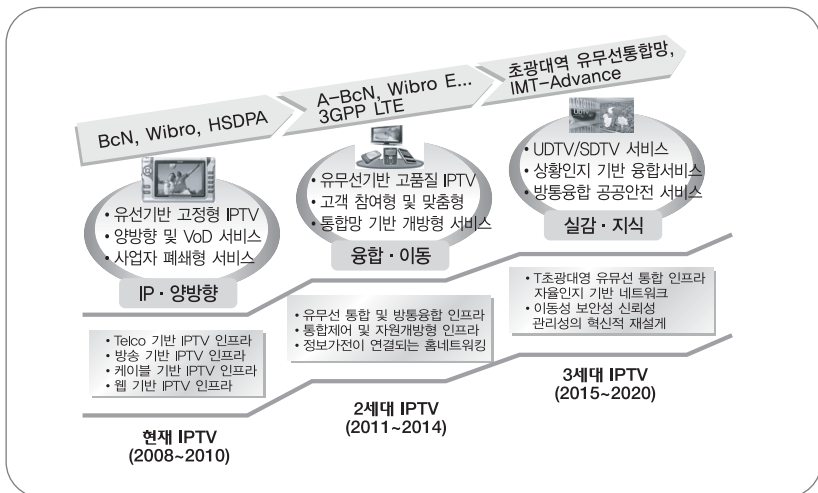 BcN, Wibro, HSDPA
A-BcN, Wibro E...
3GPP LTE
초광대역 유무선통합망,
IMT-Advance
• 유선기반 고정형 IPTV
• 양방향 및 VoD 서비스
• 사업자 폐쇄형 서비스
IP · 양방향
• 유무선기반 고품질 IPTV
• 고객 참여형 및 맞춤형
• 통합망 기반 개방형 서비스
융합 · 이동
• UDTV/SDTV 서비스
• 상황인지 기반 융합서비스
• 방통융합 공공안전 서비스
실감 · 지식
• Telco 기반 IPTV 인프라
• 방송 기반 IPTV 인프라
• 케이블 기반 IPTV 인프라
• 웹 기반 IPTV 인프라
• 유무선 통합 및 방통융합 인프라
• 통합제어 및 자원개방형 인프라
• 정보가전이 연결되는 홈네트워킹
• T초광대영 유뮤선 통합 인프라
자율인지 기반 네트워크
• 이동성 보안성 신뢰성
관리성의 혁신적 재설게
현재 IPTV
(2008~2010)
2세대 IPTV
(2011~2014)
3세대 IPTV
(2015~2020)